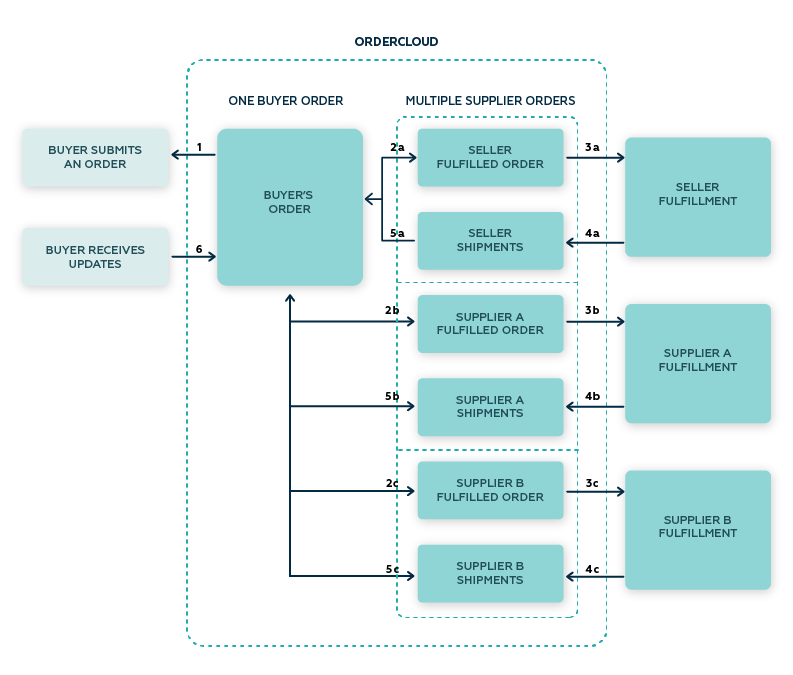 ORDERCLOUD
ONE BUYER ORDER
MULTIPLE SUPPLIER ORDERS
BUYER SUBMITS
AN ORDER
1
BUYER'S
ORDER
2a
SELLER
FULFILLED ORDER
3a
SELLER
FULFILLMENT
BUYER RECEIVES
UPDATES
6
5a
SELLER
SHIPMENTS
4a
2b
SUPPLIER A
FULFILLED ORDER
3b
SUPPLIER A
FULFILLMENT
5b
SUPPLIER A
SHIPMENTS
4b
2c
SUPPLIER B
FULFILLED ORDER
3c
SUPPLIER B
FULFILLMENT
5c
SUPPLIER B
SHIPMENTS
4c